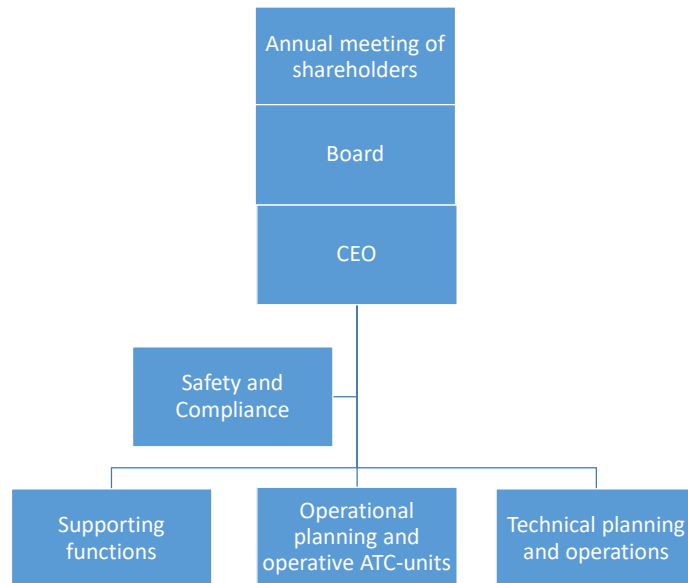 Annual meeting of
shareholders
Board
CEO
Safety and
Compliance
Supporting
functions
Operational
planning and
operative ATC-units
Technical planning
and operations